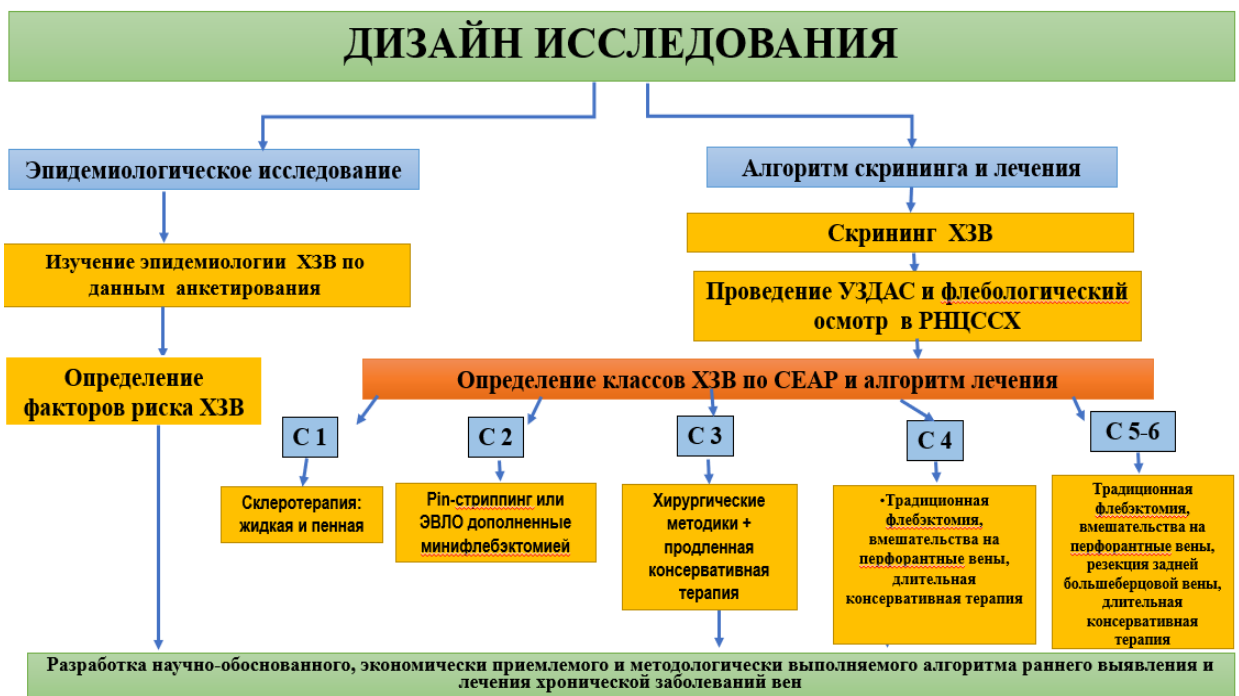 ДИЗАЙН ИССЛЕДОВАНИЯ
Эпидемиологическое исследование
Изучение эпидемиологии ХЗВ по
данным анкетирования
Определение
факторов риска ХЗВ
Алгоритм скрининга и лечения
Скрининг ХЗВ
Проведение УЗДАС и флебологический
осмотр в РНЦССХ
Определение классов ХЗВ по СЕАР и алгоритм лечения
С 1
С 2
С 3
С 4
С 5-6
Склеротерапия:
жидкая и пенная
Pin-стриппинг или
ЭВЛО дополненные
минифлебэктомией
Хирургические
методики +
продленная
консервативная
терапия
•Традиционная
флебэктомия,
вмешательства на
перфорантные вены,
длительная
консервативная терапия
Традиционная
флебэктомия,
вмешательства на
перфорантные вены,
резекция задней
большеберцовой вены,
длительная
консервативная
терапия
Разработка научно-обоснованного, экономически приемлемого и методологически выполняемого алгоритма раннего выявления и
лечения хронической заболеваний вен